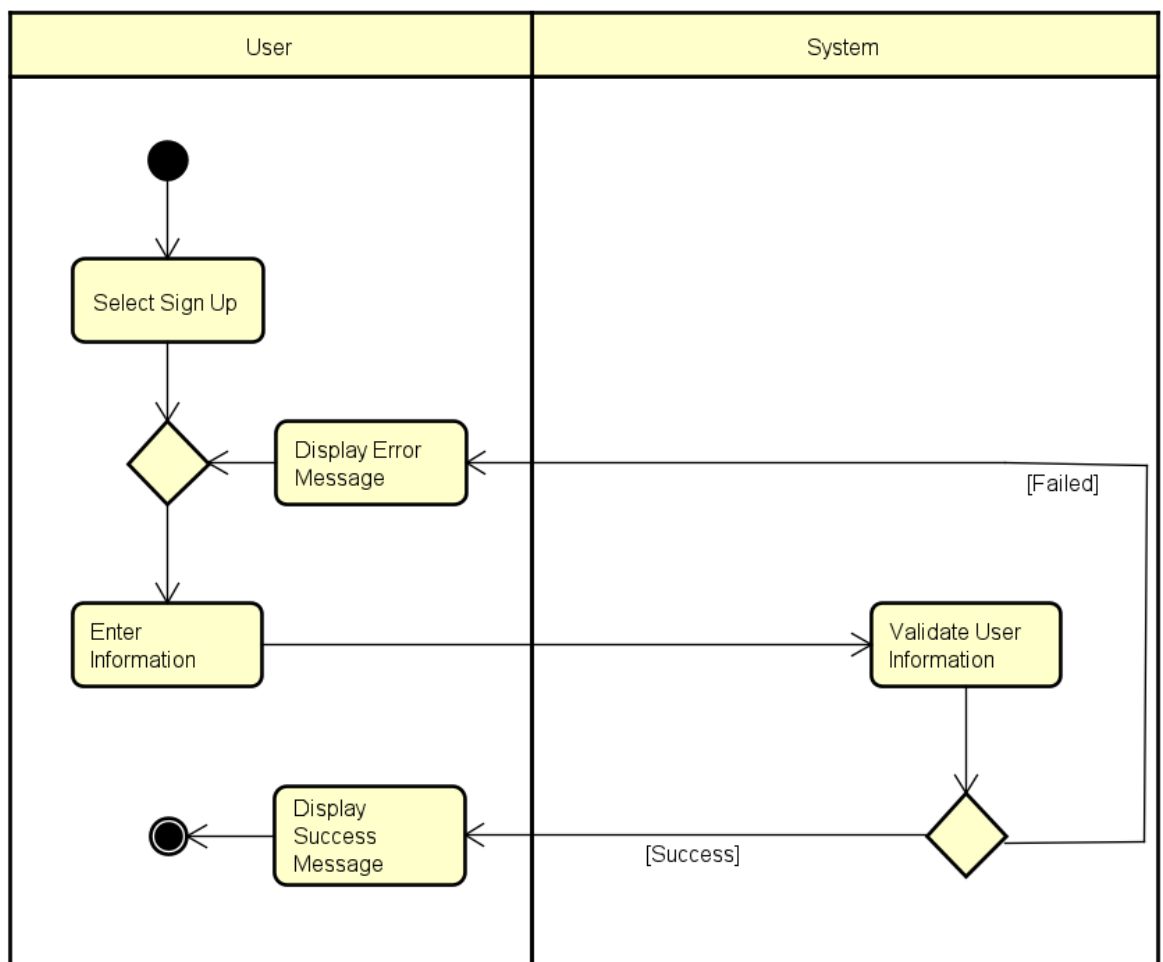 User
System
Select Sign Up
Display Error
Message
[Failed]
Enter
Information
Validate User
Information
Display
Success
Message
[Success]